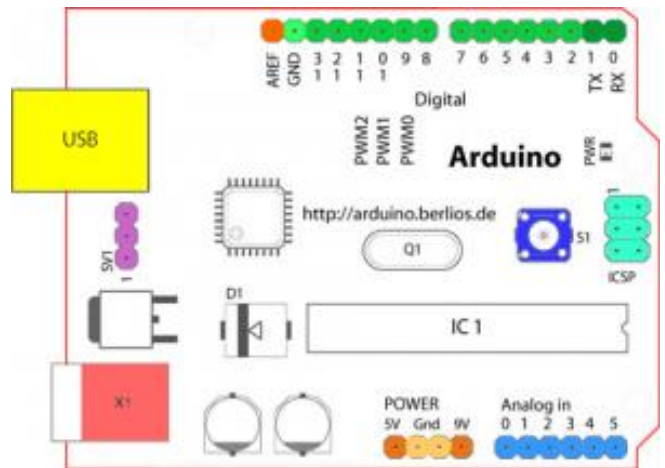 AREF
GND
13
12
11
10
9
8
7
6
5
4
3
2
1
0
TX
RX
Digital
PWM2
PWM1
PWM0
Arduino
PWR
USB
http://arduino.berlios.de
1
SV1
1
Q1
S1
ICSP
D1
IC 1
X1
POWER
5V Gnd 9V
Analog in
0 1 2 3 4 5